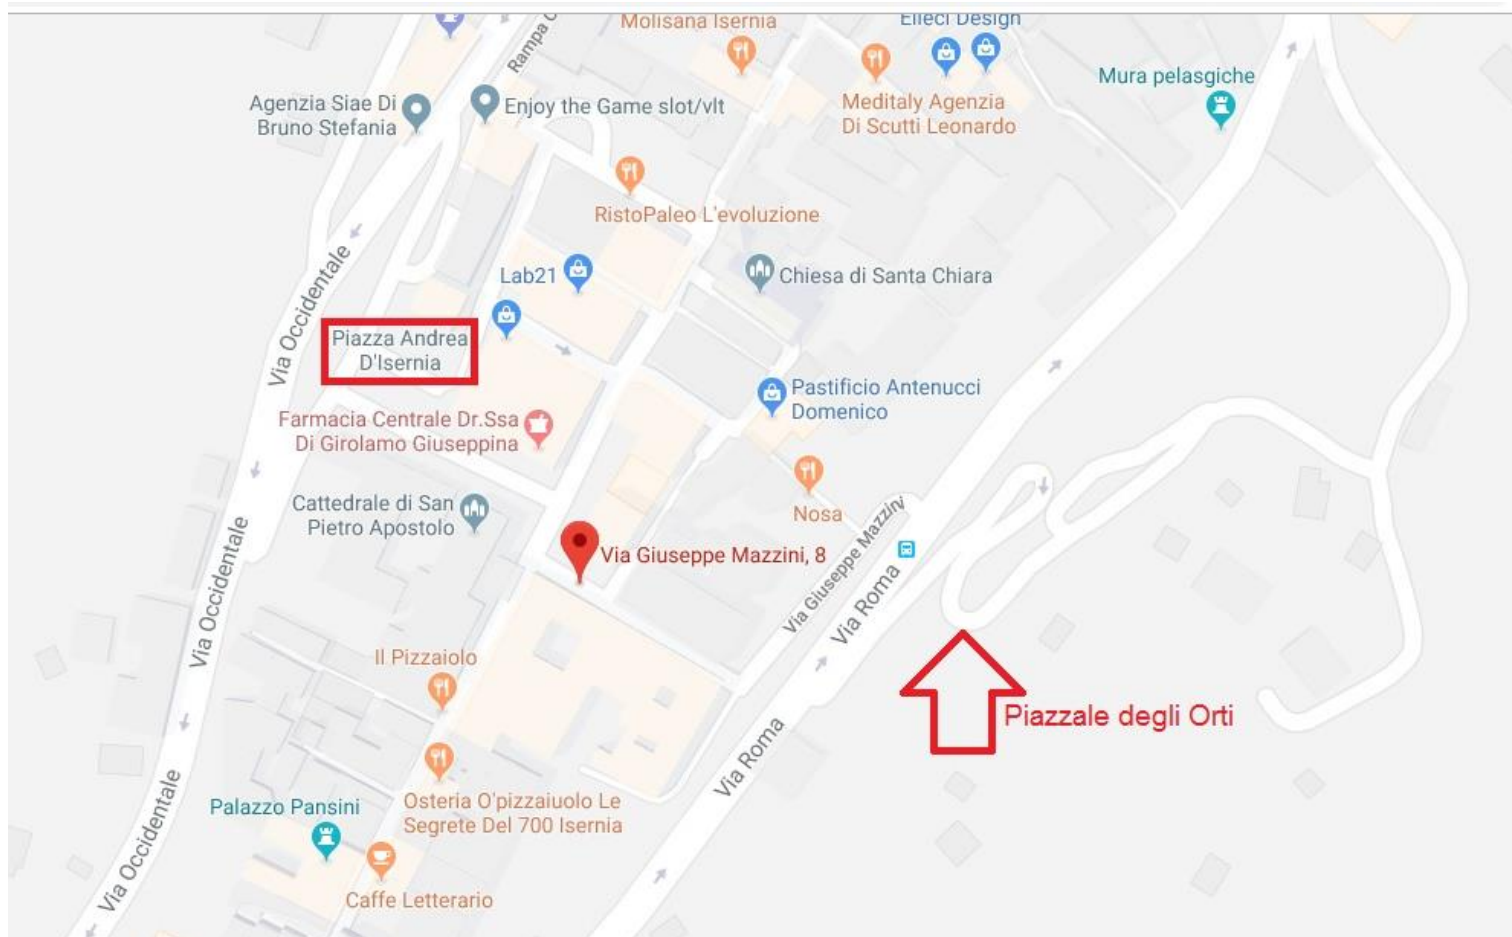 Molisana Isernia
Elleci Design
Rampa
Mura pelasgiche
Agenzia Siae Di
Bruno Stefania
Enjoy the Game slot/vlt
Meditaly Agenzia
Di Scutti Leonardo
RistoPaleo L'evoluzione
Via Occidentale
Lab21
Chiesa di Santa Chiara
Piazza Andrea
D'Isernia
Pastificio Antenucci
Domenico
Farmacia Centrale Dr.Ssa
Di Girolamo Giuseppina
Cattedrale di San
Pietro Apostolo
Nosa
Via Giuseppe Mazzini
Via Giuseppe Mazzini, 8
Via Occidentale
Via Roma
Il Pizzaiolo
Piazzale degli Orti
Via Roma
Osteria O'pizzaiuolo Le
Segrete Del 700 Isernia
Palazzo Pansini
Via Occidentale
Caffe Letterario